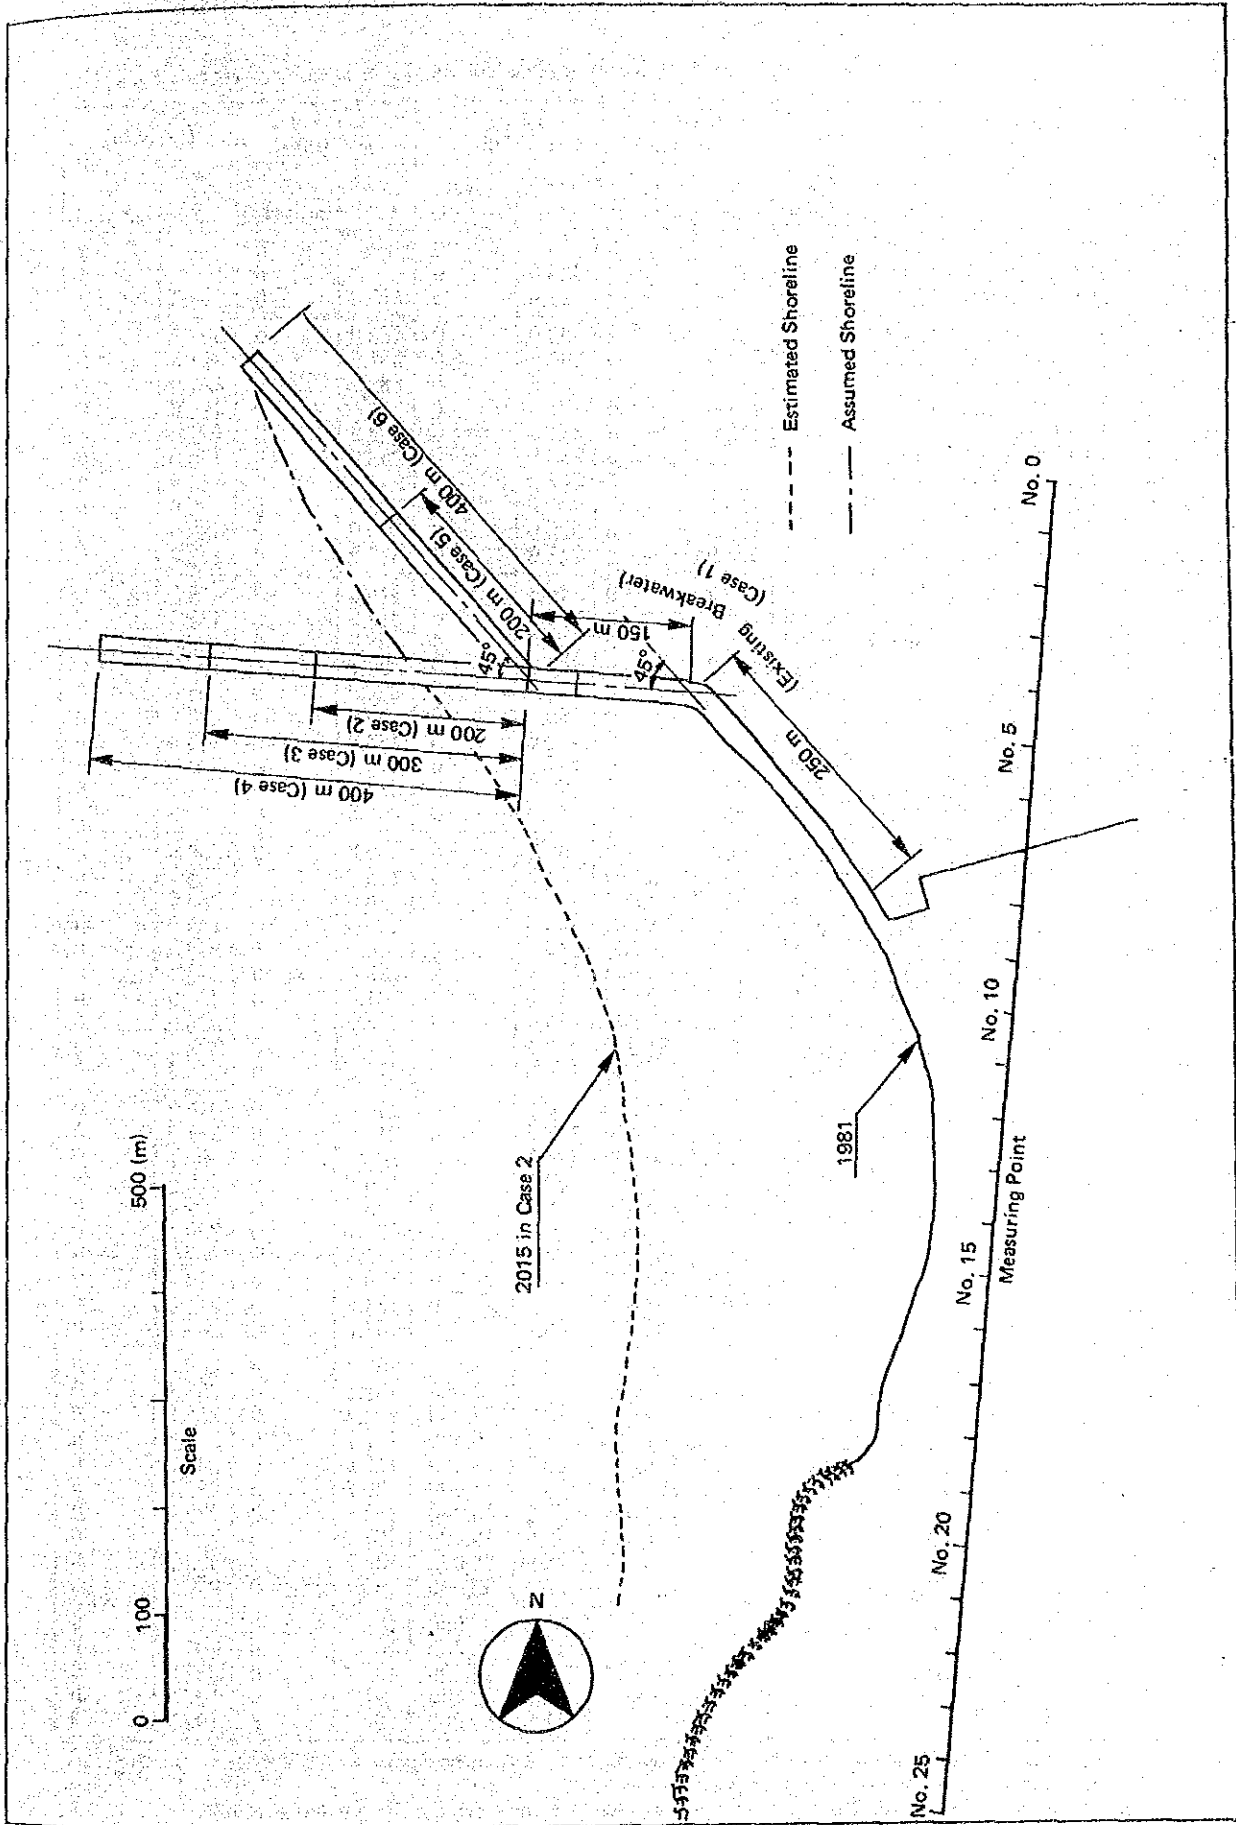 0
100
500 (m)
Scale
N
2015 in Case 2
1981
400 m (Case 4)
300 m (Case 3)
200 m (Case 2)
45°
200 m (Case 5)
400 m (Case 6)
150 m
45°
(Existing Breakwater)
(Case 1)
250 m
Estimated Shoreline
Assumed Shoreline
No. 25
No. 20
No. 15
No. 10
No. 5
No. 0
Measuring Point